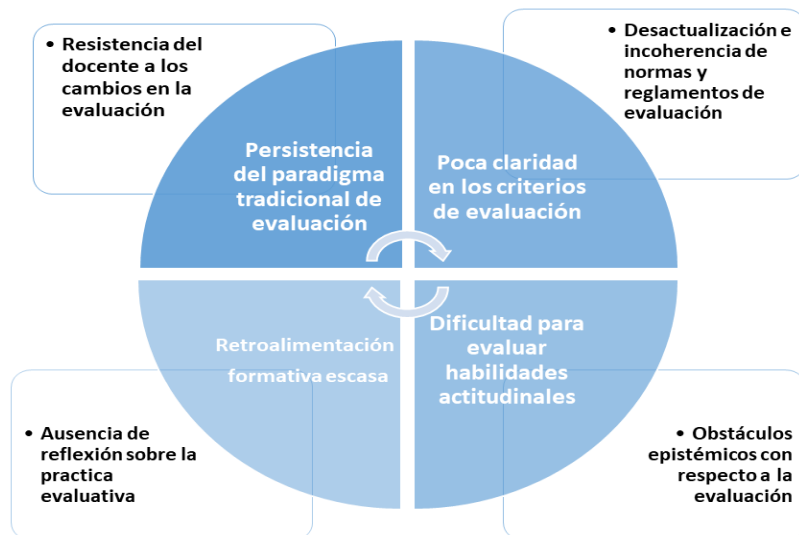 • Resistencia del
docente a los
cambios en la
evaluación
• Desactualización e
incoherencia de
normas y
reglamentos de
evaluación
Persistencia
del paradigma
tradicional de
evaluación
Poca claridad
en los criterios
de evaluación
Retroalimentación
formativa escasa
Dificultad para
evaluar
habilidades
actitudinales
• Ausencia de
reflexión sobre la
practica
evaluativa
• Obstáculos
epistémicos con
respecto a la
evaluación